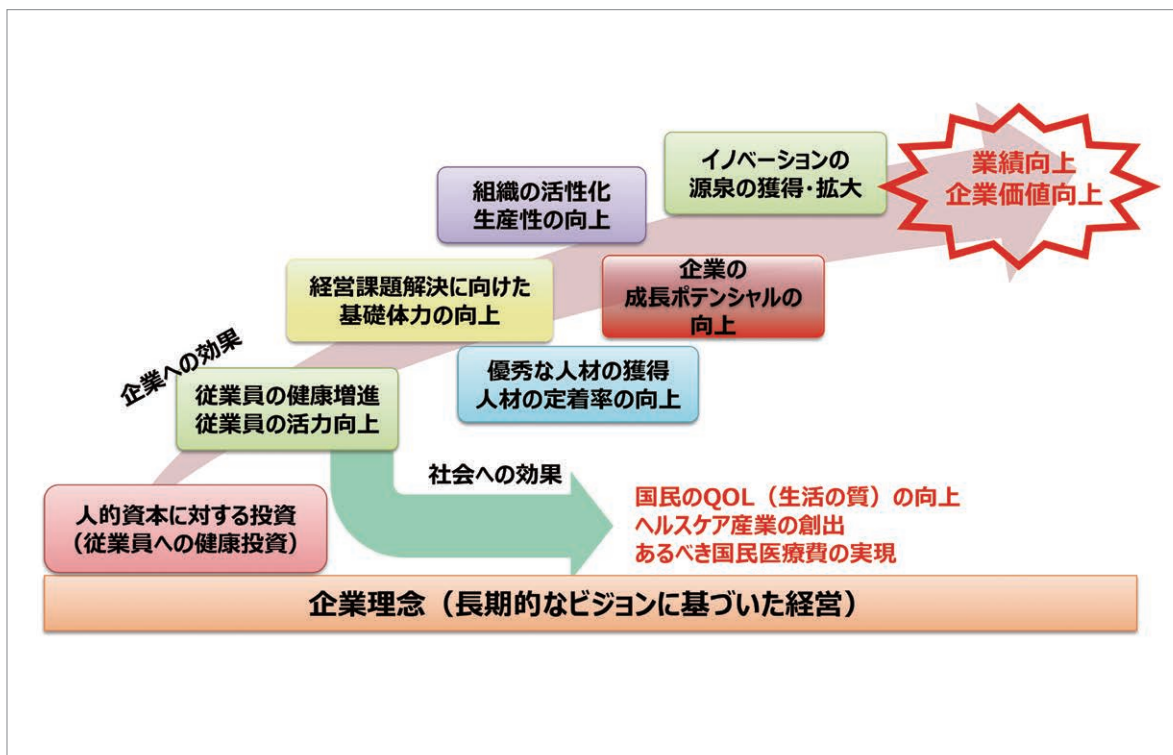 業績向上
企業価値向上
イノベーションの
源泉の獲得・拡大
組織の活性化
生産性の向上
企業の
成長ポテンシャルの
向上
経営課題解決に向けた
基礎体力の向上
優秀な人材の獲得
人材の定着率の向上
企業への効果
従業員の健康増進
従業員の活力向上
社会への効果
人的資本に対する投資
（従業員への健康投資）
国民のQOL（生活の質）の向上
ヘルスケア産業の創出
あるべき国民医療費の実現
企業理念（長期的なビジョンに基づいた経営）